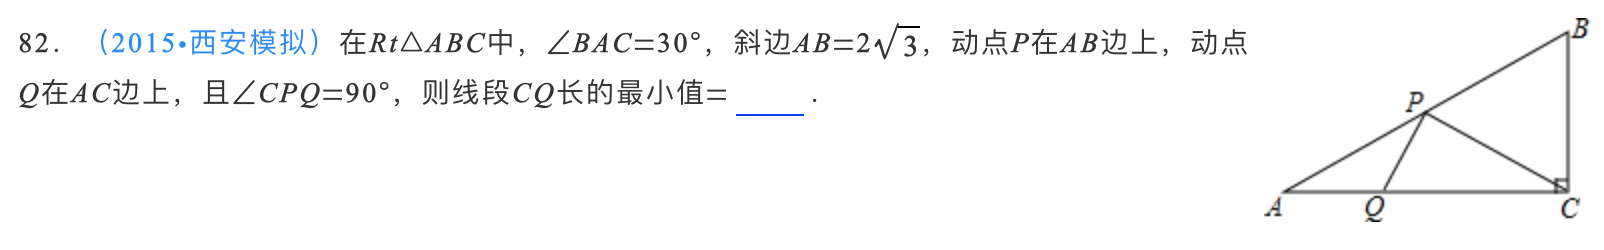 82. (2015•西安模拟)在Rt△ABC中，∠BAC=30°，斜边AB=2√3，动点P在AB边上，动点
Q在AC边上，且∠CPQ=90°，则线段CQ长的最小值=____．
B
P
A
Q
C